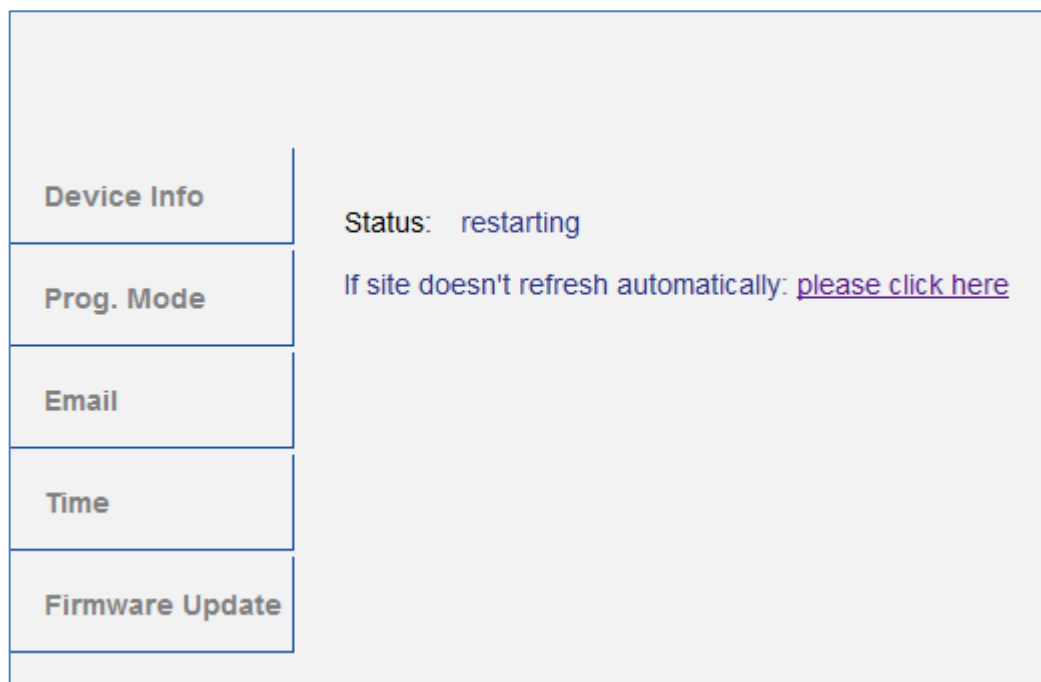 Device Info
Status: restarting
If site doesn't refresh automatically: please click here
Prog. Mode
Email
Time
Firmware Update